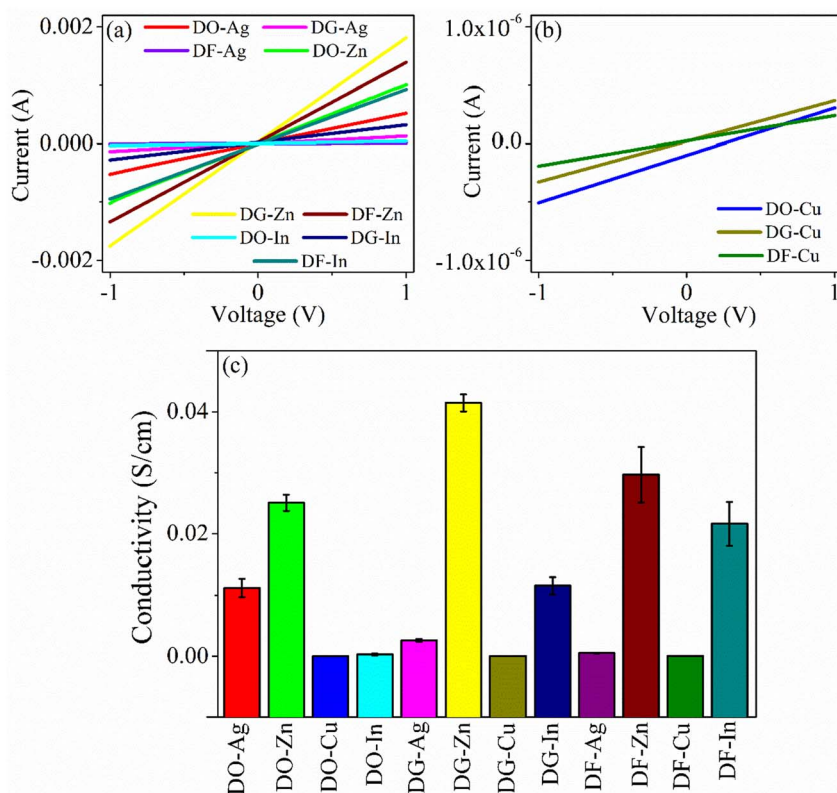 (a)
DO-Ag DG-Ag
DF-Ag DO-Zn
DG-Zn DF-Zn
DO-In DG-In
DF-In
0.002
0.000
-0.002
Current (A)
-1 0 1
Voltage (V)
(b)
1.0x10⁻⁶
0.0
-1.0x10⁻⁶
Current (A)
DO-Cu
DG-Cu
DF-Cu
-1 0 1
Voltage (V)
(c)
0.04
0.02
0.00
Conductivity (S/cm)
DO-Ag
DO-Zn
DO-Cu
DO-In
DG-Ag
DG-Zn
DG-Cu
DG-In
DF-Ag
DF-Zn
DF-Cu
DF-In